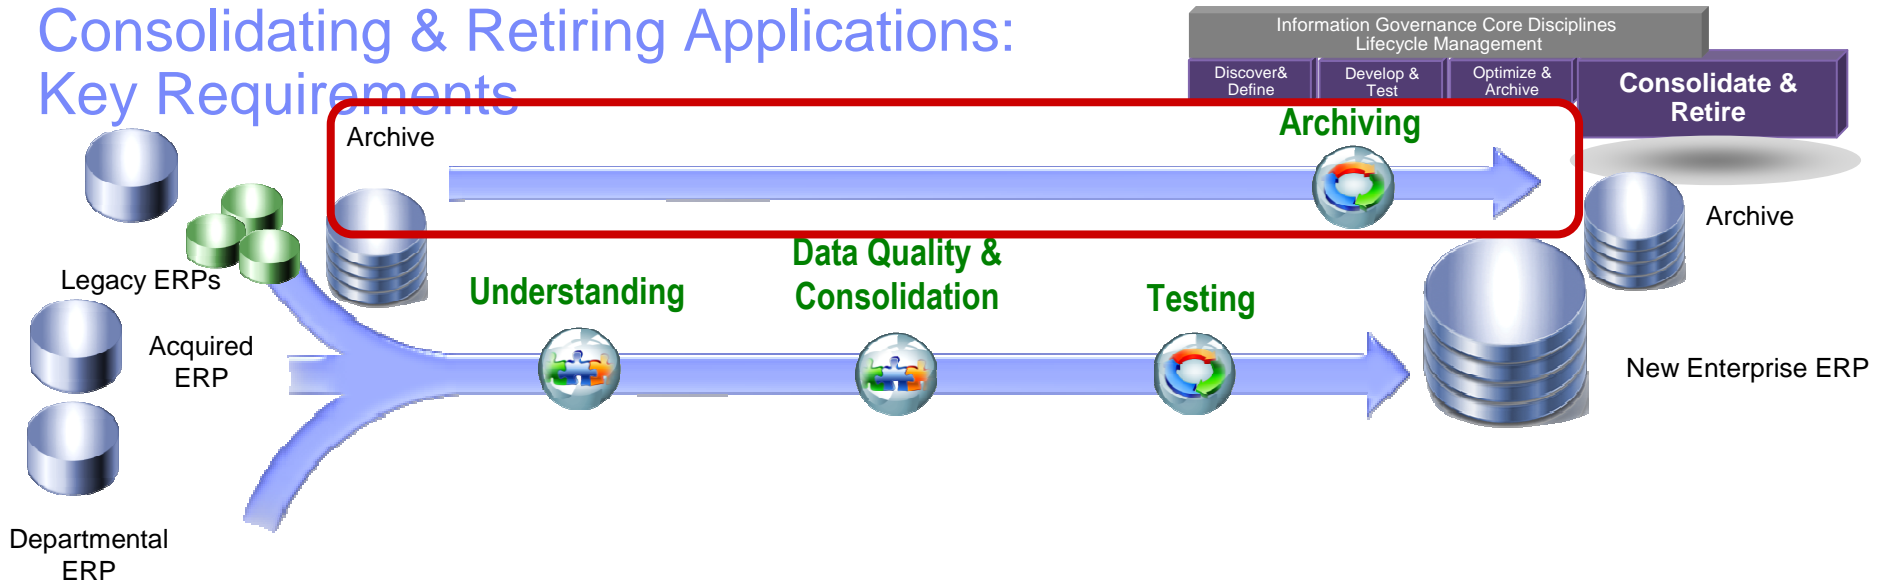 Consolidating & Retiring Applications:
Key Requirements
Information Governance Core Disciplines
Lifecycle Management
Discover&
Define
Develop &
Test
Optimize &
Archive
Consolidate &
Retire
Archive
Archiving
Archive
Legacy ERPs
Understanding
Data Quality &
Consolidation
Testing
Acquired
ERP
New Enterprise ERP
Departmental
ERP